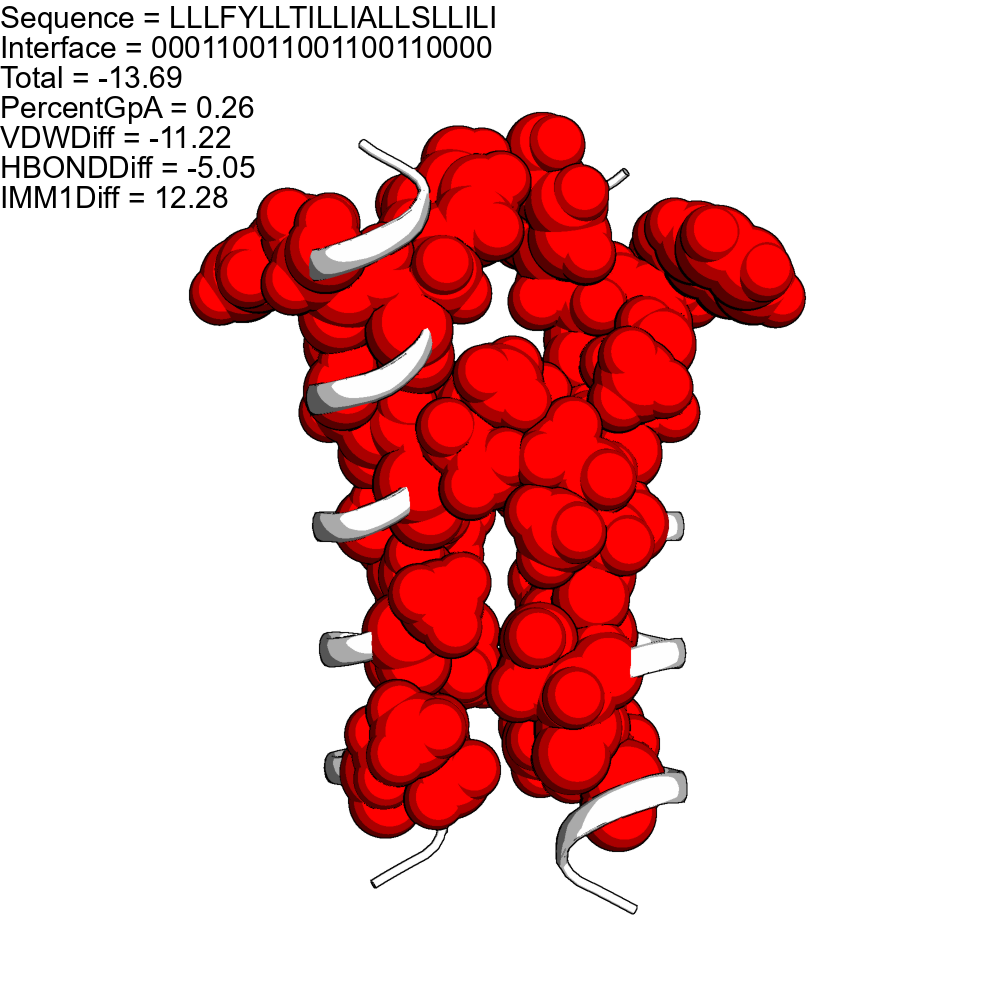 Sequence = LLLFYLLTILLIALLSLLILI
Interface = 000110011001100110000
Total = -13.69
PercentGpA = 0.26
VDWDiff = -11.22
HBONDDiff = -5.05
IMM1Diff = 12.28